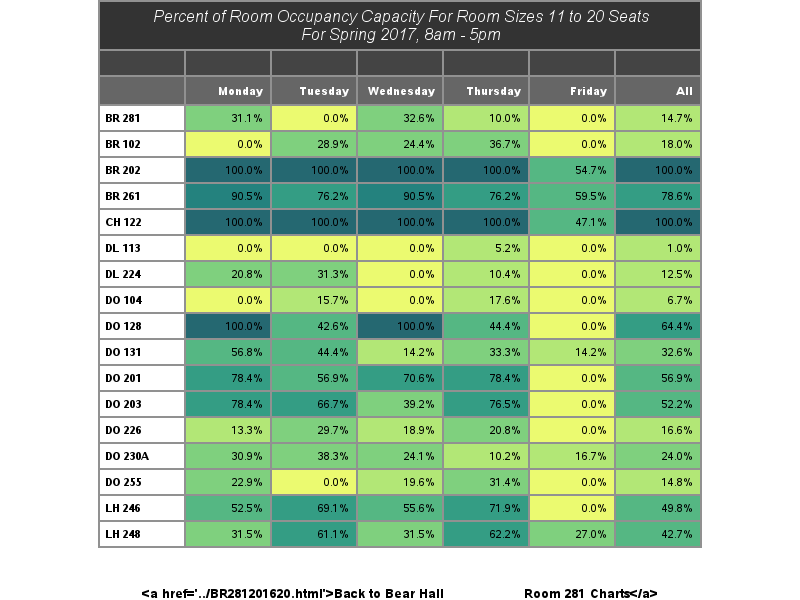 Percent of Room Occupancy Capacity For Room Sizes 11 to 20 Seats
For Spring 2017, 8am - 5pm
Monday Tuesday Wednesday Thursday Friday All
BR 281 31.1% 0.0% 32.6% 10.0% 0.0% 14.7%
BR 102 0.0% 28.9% 24.4% 36.7% 0.0% 18.0%
BR 202 100.0% 100.0% 100.0% 100.0% 54.7% 100.0%
BR 261 90.5% 76.2% 90.5% 76.2% 59.5% 78.6%
CH 122 100.0% 100.0% 100.0% 100.0% 47.1% 100.0%
DL 113 0.0% 0.0% 0.0% 5.2% 0.0% 1.0%
DL 224 20.8% 31.3% 0.0% 10.4% 0.0% 12.5%
DO 104 0.0% 15.7% 0.0% 17.6% 0.0% 6.7%
DO 128 100.0% 42.6% 100.0% 44.4% 0.0% 64.4%
DO 131 56.8% 44.4% 14.2% 33.3% 14.2% 32.6%
DO 201 78.4% 56.9% 70.6% 78.4% 0.0% 56.9%
DO 203 78.4% 66.7% 39.2% 76.5% 0.0% 52.2%
DO 226 13.3% 29.7% 18.9% 20.8% 0.0% 16.6%
DO 230A 30.9% 38.3% 24.1% 10.2% 16.7% 24.0%
DO 255 22.9% 0.0% 19.6% 31.4% 0.0% 14.8%
LH 246 52.5% 69.1% 55.6% 71.9% 0.0% 49.8%
LH 248 31.5% 61.1% 31.5% 62.2% 27.0% 42.7%
<a href='../BR281201620.html'>Back to Bear Hall Room 281 Charts</a>